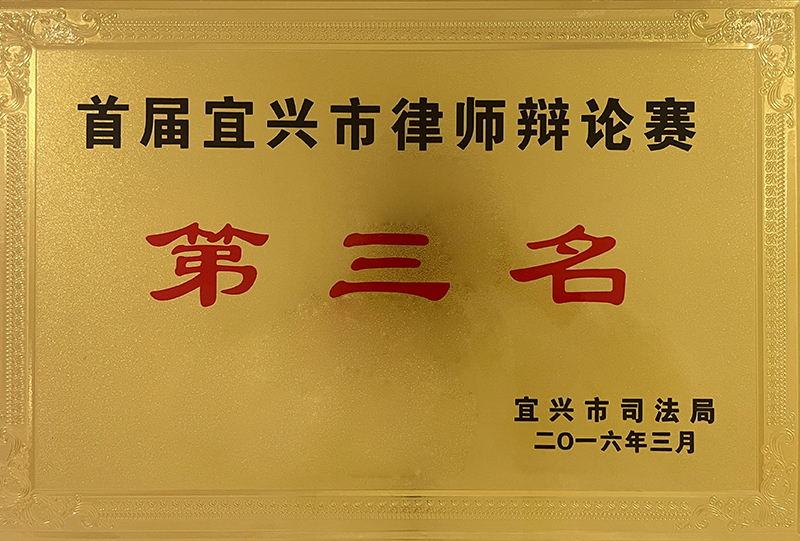 首届宜兴市律师辩论赛
第三名
宜兴市司法局
二〇一六年三月